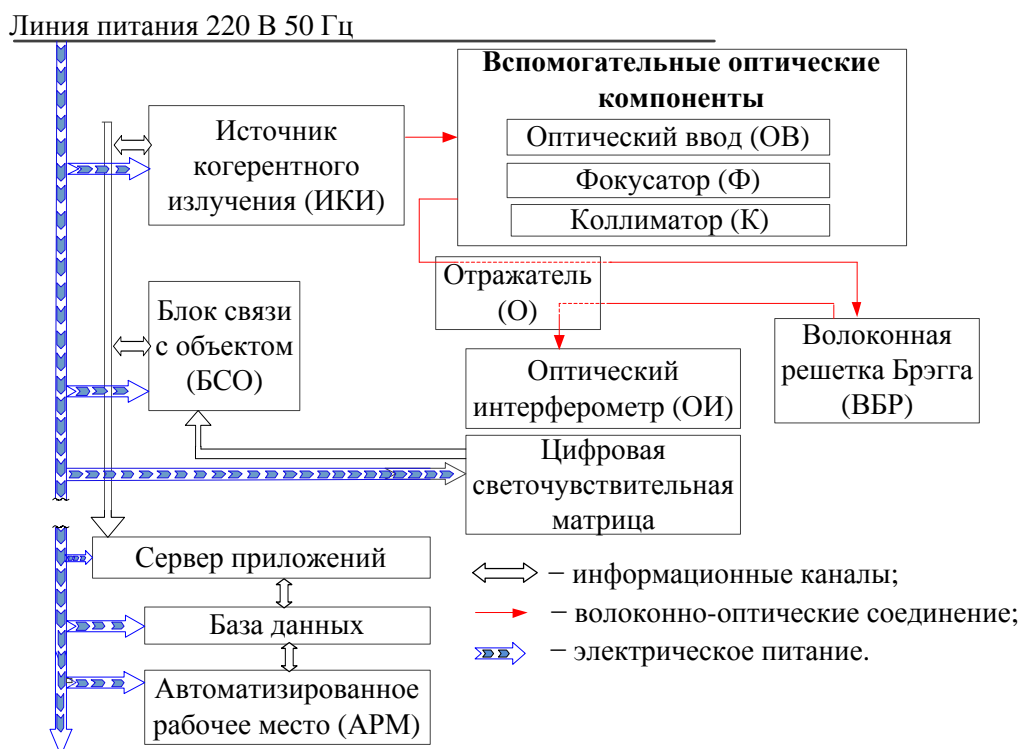 Линия питания 220 В 50 Гц
Вспомогательные оптические
компоненты
Оптический ввод (ОВ)
Фокусатор (Ф)
Коллиматор (К)
Источник
когерентного
излучения (ИКИ)
Отражатель
(О)
Блок связи
с объектом
(БСО)
Волоконная
решетка Брэгга
(ВБР)
Оптический
интерферометр (ОИ)
Цифровая
светочувствительная
матрица
Сервер приложений
База данных
Автоматизированное
рабочее место (АРМ)
− информационные каналы;
− волоконно-оптические соединение;
− электрическое питание.